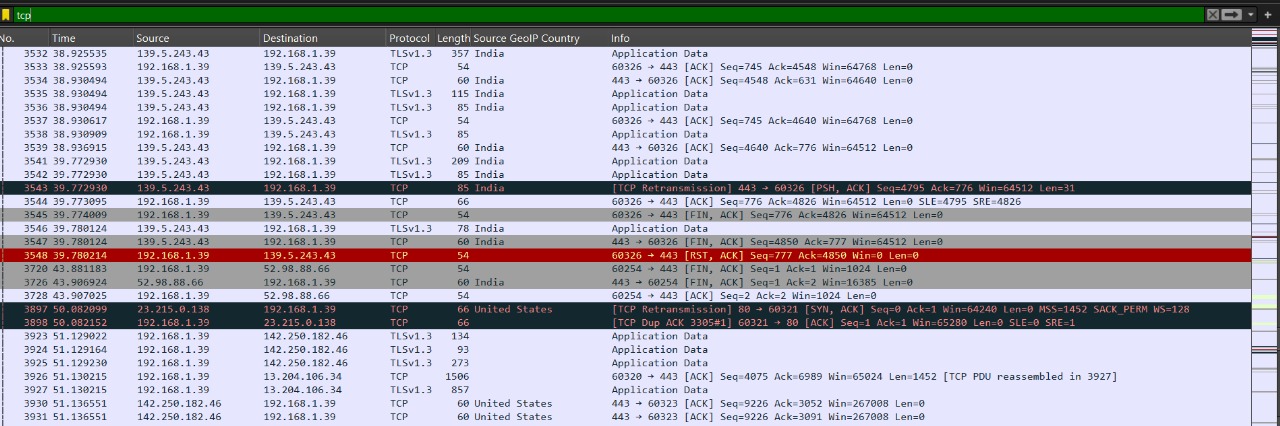 tcp
No. Time Source Destination Protocol Length Source GeoIP Country Info
3532 38.925535 139.5.243.43 192.168.1.39 TLSv1.3 357 India Application Data
3533 38.925593 192.168.1.39 139.5.243.43 TCP 54 60326 → 443 [ACK] Seq=745 Ack=4548 Win=64768 Len=0
3534 38.930494 139.5.243.43 192.168.1.39 TCP 60 India 443 → 60326 [ACK] Seq=4548 Ack=631 Win=64640 Len=0
3535 38.930494 139.5.243.43 192.168.1.39 TLSv1.3 115 India Application Data
3536 38.930494 139.5.243.43 192.168.1.39 TLSv1.3 85 India Application Data
3537 38.930617 192.168.1.39 139.5.243.43 TCP 54 60326 → 443 [ACK] Seq=745 Ack=4640 Win=64768 Len=0
3538 38.930909 192.168.1.39 139.5.243.43 TLSv1.3 85 Application Data
3539 38.936915 139.5.243.43 192.168.1.39 TCP 60 India 443 → 60326 [ACK] Seq=4640 Ack=776 Win=64512 Len=0
3541 39.772930 139.5.243.43 192.168.1.39 TLSv1.3 209 India Application Data
3542 39.772930 139.5.243.43 192.168.1.39 TLSv1.3 85 India Application Data
3543 39.772930 139.5.243.43 192.168.1.39 TCP 85 India [TCP Retransmission] 443 → 60326 [PSH, ACK] Seq=4795 Ack=776 Win=64512 Len=31
3544 39.773095 192.168.1.39 139.5.243.43 TCP 66 60326 → 443 [ACK] Seq=776 Ack=4826 Win=64512 Len=0 SLE=4795 SRE=4826
3545 39.774009 192.168.1.39 139.5.243.43 TCP 54 60326 → 443 [FIN, ACK] Seq=776 Ack=4826 Win=64512 Len=0
3546 39.780124 139.5.243.43 192.168.1.39 TLSv1.3 78 India Application Data
3547 39.780124 139.5.243.43 192.168.1.39 TCP 60 India 443 → 60326 [FIN, ACK] Seq=4850 Ack=777 Win=64512 Len=0
3548 39.780214 192.168.1.39 139.5.243.43 TCP 54 60326 → 443 [RST, ACK] Seq=777 Ack=4850 Win=0 Len=0
3720 43.881183 192.168.1.39 52.98.88.66 TCP 54 60254 → 443 [FIN, ACK] Seq=1 Ack=1 Win=1024 Len=0
3726 43.906924 52.98.88.66 192.168.1.39 TCP 60 India 443 → 60254 [FIN, ACK] Seq=1 Ack=2 Win=16385 Len=0
3728 43.907025 192.168.1.39 52.98.88.66 TCP 54 60254 → 443 [ACK] Seq=2 Ack=2 Win=1024 Len=0
3897 50.082099 23.215.0.138 192.168.1.39 TCP 66 United States [TCP Retransmission] 80 → 60321 [SYN, ACK] Seq=0 Ack=1 Win=64240 Len=0 MSS=1452 SACK_PERM WS=128
3898 50.082152 192.168.1.39 23.215.0.138 TCP 66 [TCP Dup ACK 3305#1] 60321 → 80 [ACK] Seq=1 Ack=1 Win=65280 Len=0 SLE=0 SRE=1
3923 51.129022 192.168.1.39 142.250.182.46 TLSv1.3 134 Application Data
3924 51.129164 192.168.1.39 142.250.182.46 TLSv1.3 93 Application Data
3925 51.129230 192.168.1.39 142.250.182.46 TLSv1.3 273 Application Data
3926 51.130215 192.168.1.39 13.204.106.34 TCP 1506 60320 → 443 [ACK] Seq=4075 Ack=6989 Win=65024 Len=1452 [TCP PDU reassembled in 3927]
3927 51.130215 192.168.1.39 13.204.106.34 TLSv1.3 857 Application Data
3930 51.136551 142.250.182.46 192.168.1.39 TCP 60 United States 443 → 60323 [ACK] Seq=9226 Ack=3052 Win=267008 Len=0
3931 51.136551 142.250.182.46 192.168.1.39 TCP 60 United States 443 → 60323 [ACK] Seq=9226 Ack=3091 Win=267008 Len=0